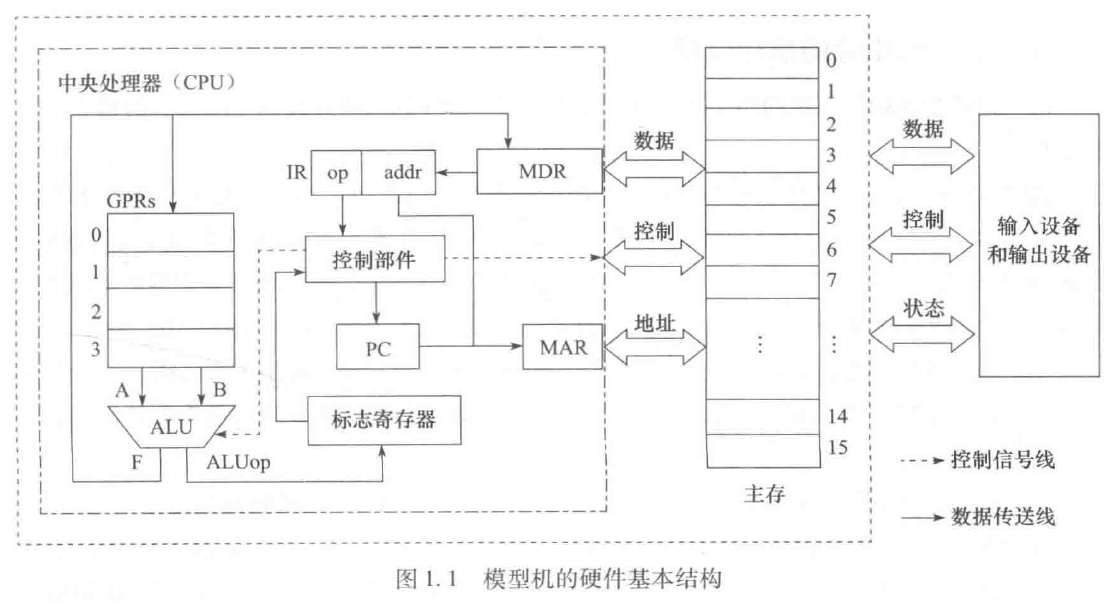 中央处理器（CPU）
GPRs
0
1
2
3
A
B
ALU
F
ALUop
IR
op
addr
MDR
控制部件
PC
MAR
标志寄存器
数据
控制
地址
0
1
2
3
4
5
6
7
⋮
⋮
14
15
主存
数据
控制
状态
输入设备
和输出设备
控制信号线
数据传送线
图 1.1 模型机的硬件基本结构